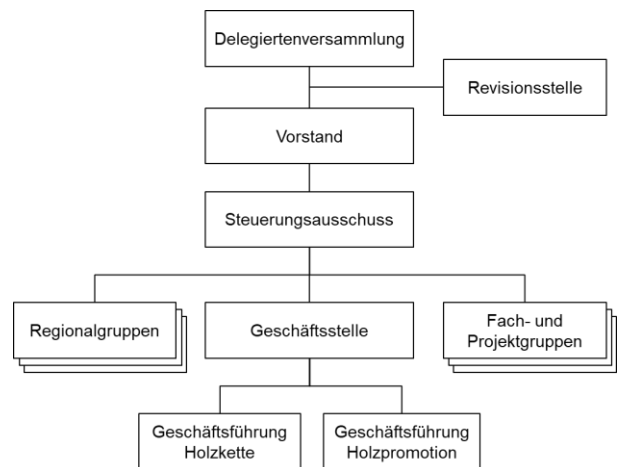 Delegiertenversammlung
Revisionsstelle
Vorstand
Steuerungsausschuss
Regionalgruppen
Geschäftsstelle
Fach- und
Projektgruppen
Geschäftsführung
Holzkette
Geschäftsführung
Holzpromotion